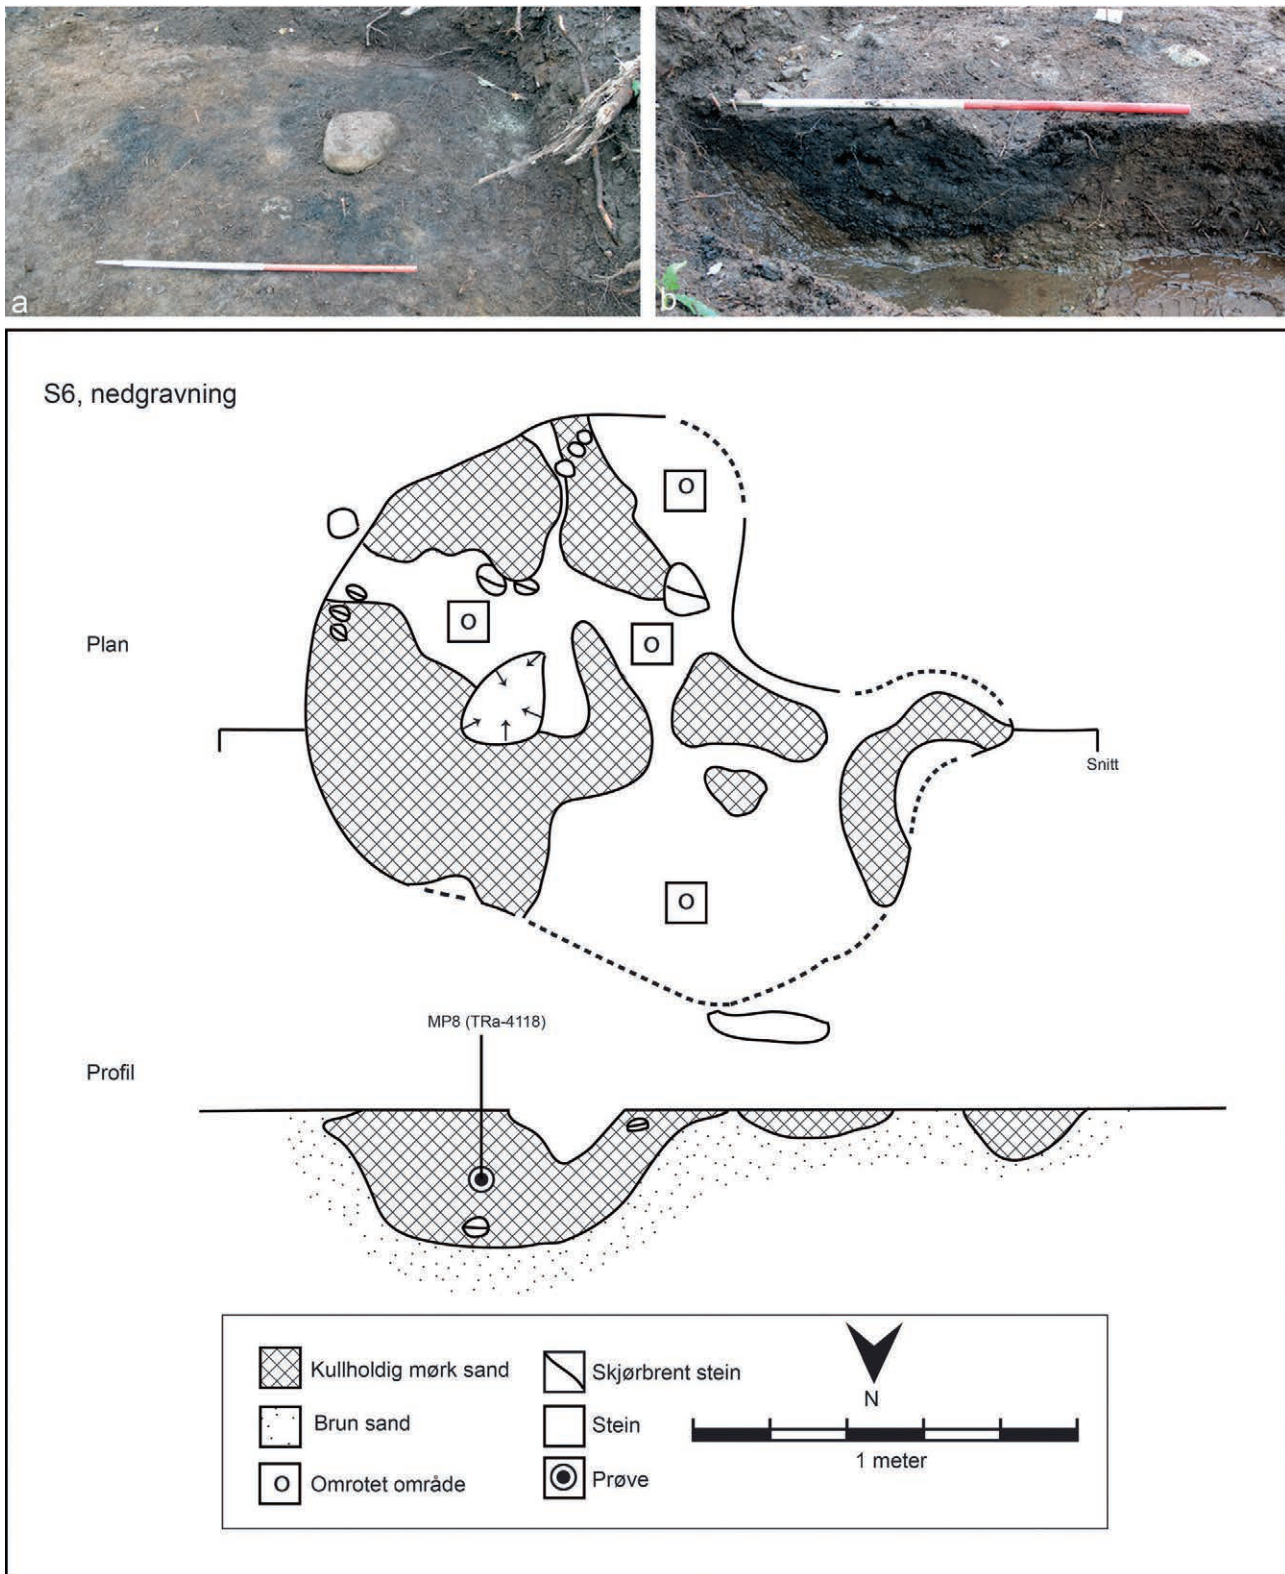 a
b
S6, nedgravning
o
Plan
o
o
Snitt
o
MP8 (TRa-4118)
Profil
Kullholdig mørk sand
Skjørbrent stein
Brun sand
Stein
N
o
Omrotet område
Prøve
1 meter